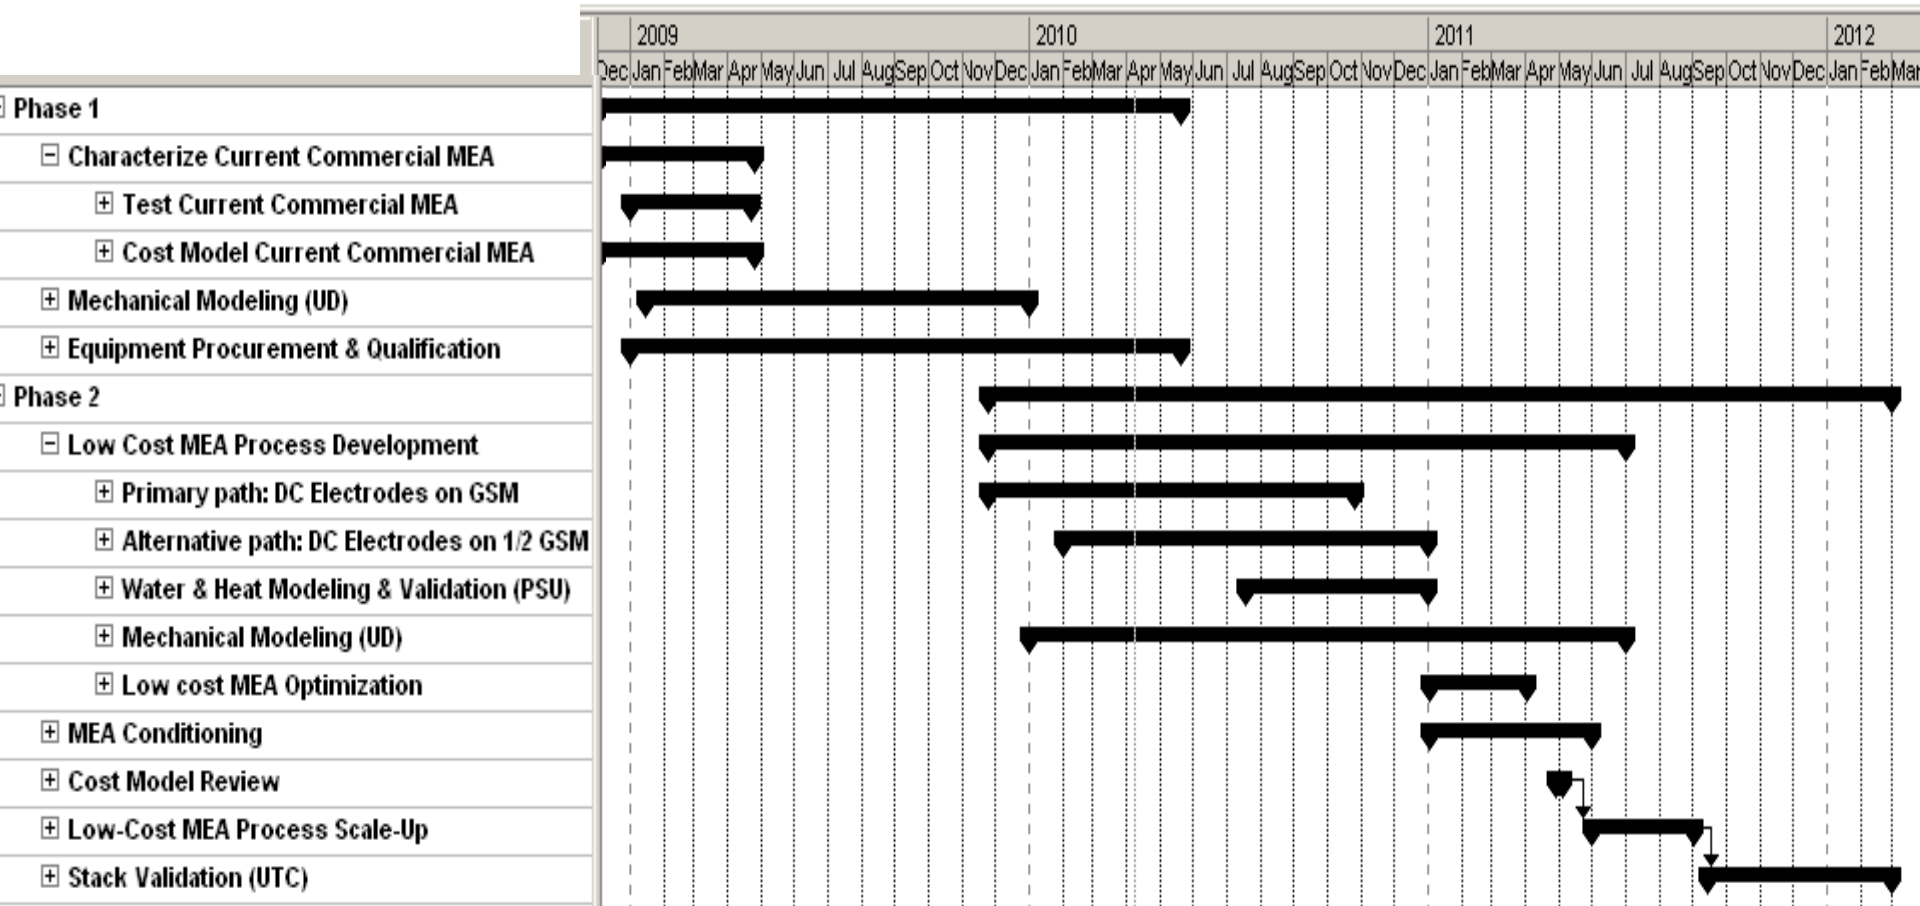 2009 2010 2011 2012
Dec Jan Feb Mar Apr May Jun Jul Aug Sep Oct Nov Dec Jan Feb Mar Apr May Jun Jul Aug Sep Oct Nov Dec Jan Feb Mar Apr May Jun Jul Aug Sep Oct Nov Dec Jan Feb Mar
Phase 1
Characterize Current Commercial MEA
Test Current Commercial MEA
Cost Model Current Commercial MEA
Mechanical Modeling (UD)
Equipment Procurement & Qualification
Phase 2
Low Cost MEA Process Development
Primary path: DC Electrodes on GSM
Alternative path: DC Electrodes on 1/2 GSM
Water & Heat Modeling & Validation (PSU)
Mechanical Modeling (UD)
Low cost MEA Optimization
MEA Conditioning
Cost Model Review
Low-Cost MEA Process Scale-Up
Stack Validation (UTC)